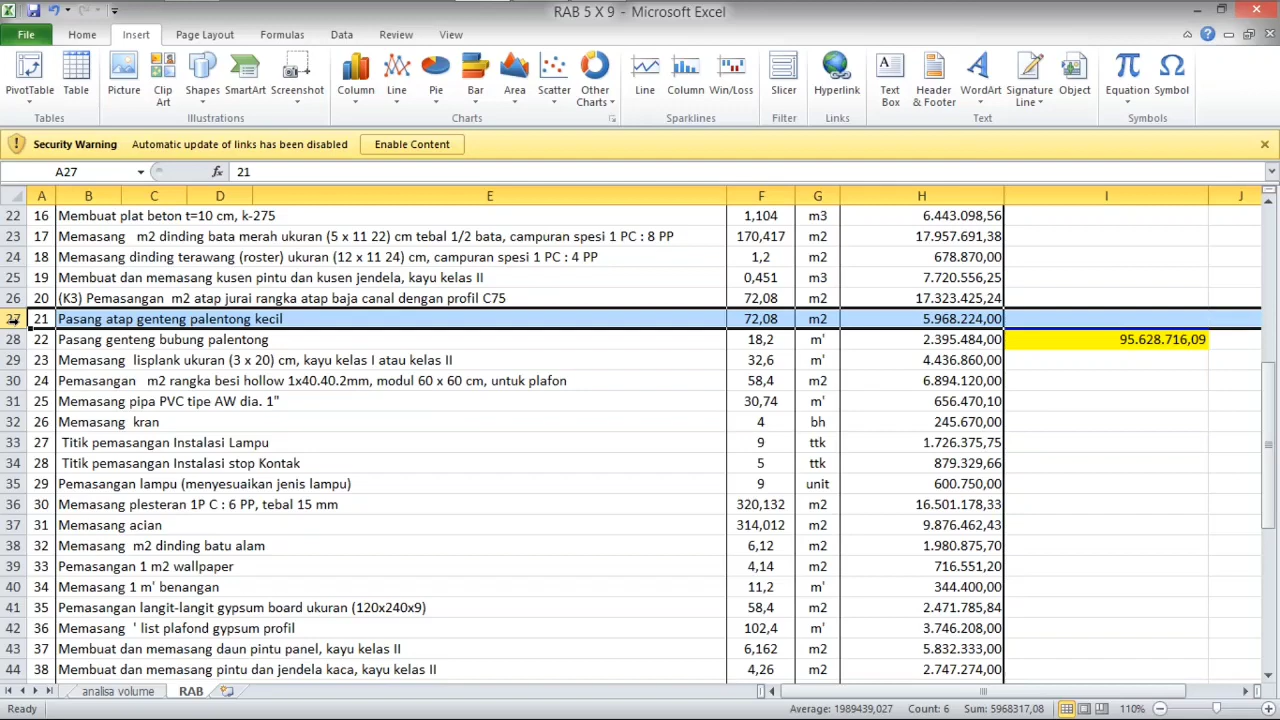 RAB 5 X 9 - Microsoft Excel
File Home Insert Page Layout Formulas Data Review View
PivotTable Table Picture Clip Art Shapes SmartArt Screenshot Column Line Pie Bar Area Scatter Other Charts Line Column Win/Loss Slicer Hyperlink Text Box Header & Footer WordArt Signature Line Object Equation Symbol
Tables Illustrations Charts Sparklines Filter Links Text Symbols
Security Warning Automatic update of links has been disabled Enable Content
A27 fx 21
A B C D E F G H I J
22 16 Membuat plat beton t=10 cm, k-275 1,104 m3 6.443.098,56
23 17 Memasang m2 dinding bata merah ukuran (5 x 11 22) cm tebal 1/2 bata, campuran spesi 1 PC : 8 PP 170,417 m2 17.957.691,38
24 18 Memasang dinding terawang (roster) ukuran (12 x 11 24) cm, campuran spesi 1 PC : 4 PP 1,2 m2 678.870,00
25 19 Membuat dan memasang kusen pintu dan kusen jendela, kayu kelas II 0,451 m3 7.720.556,25
26 20 (K3) Pemasangan m2 atap jurai rangka atap baja canal dengan profil C75 72,08 m2 17.323.425,24
27 21 Pasang atap genteng palentong kecil 72,08 m2 5.968.224,00
28 22 Pasang genteng bubung palentong 18,2 m' 2.395.484,00 95.628.716,09
29 23 Memasang lisplank ukuran (3 x 20) cm, kayu kelas I atau kelas II 32,6 m' 4.436.860,00
30 24 Pemasangan m2 rangka besi hollow 1x40.40.2mm, modul 60 x 60 cm, untuk plafon 58,4 m2 6.894.120,00
31 25 Memasang pipa PVC tipe AW dia. 1" 30,74 m' 656.470,10
32 26 Memasang kran 4 bh 245.670,00
33 27 Titik pemasangan Instalasi Lampu 9 ttk 1.726.375,75
34 28 Titik pemasangan Instalasi stop Kontak 5 ttk 879.329,66
35 29 Pemasangan lampu (menyesuaikan jenis lampu) 9 unit 600.750,00
36 30 Memasang plesteran 1P C : 6 PP, tebal 15 mm 320,132 m2 16.501.178,33
37 31 Memasang acian 314,012 m2 9.876.462,43
38 32 Memasang m2 dinding batu alam 6,12 m2 1.980.875,70
39 33 Pemasangan 1 m2 wallpaper 4,14 m2 716.551,20
40 34 Memasang 1 m' benangan 11,2 m' 344.400,00
41 35 Pemasangan langit-langit gypsum board ukuran (120x240x9) 58,4 m2 2.471.785,84
42 36 Memasang ' list plafond gypsum profil 102,4 m' 3.746.208,00
43 37 Membuat dan memasang daun pintu panel, kayu kelas II 6,162 m2 5.832.333,00
44 38 Membuat dan memasang pintu dan jendela kaca, kayu kelas II 4,26 m2 2.747.274,00
analisa volume RAB
Ready Average: 1989439,027 Count: 6 Sum: 5968317,08 110%